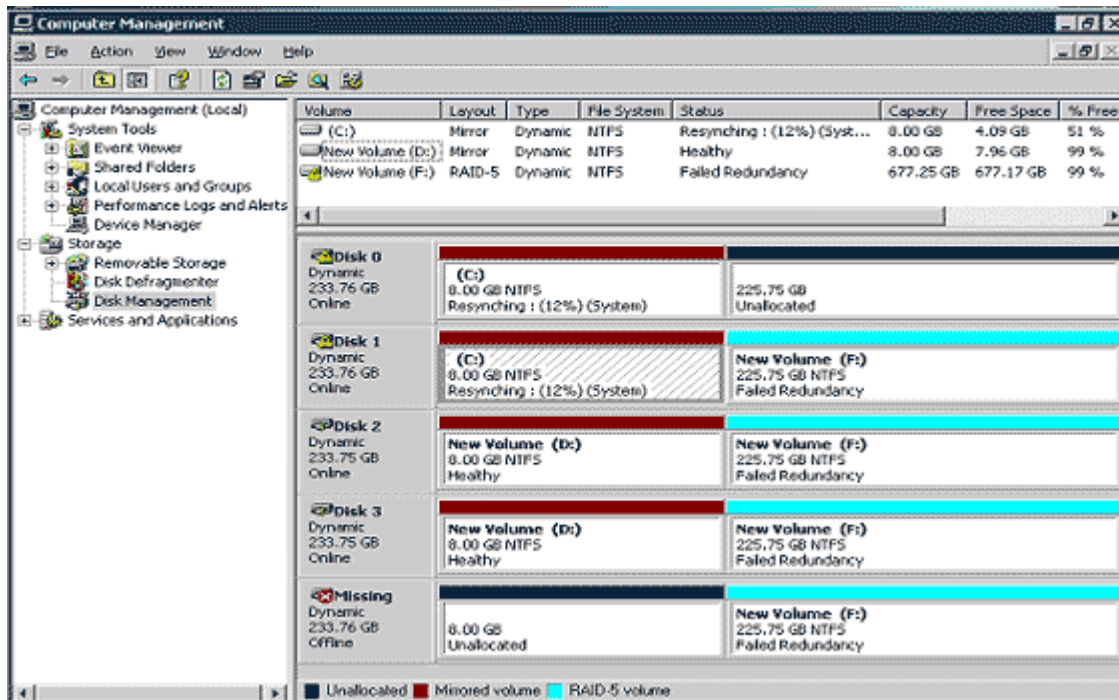 Computer Management
File Action View Window Help
Computer Management (Local)
System Tools
Event Viewer
Shared Folders
Local Users and Groups
Performance Logs and Alerts
Device Manager
Storage
Removable Storage
Disk Defragmenter
Disk Management
Services and Applications
Volume Layout Type File System Status Capacity Free Space % Free
(C:) Mirror Dynamic NTFS Resynching : (12%) (Syst... 8.00 GB 4.09 GB 51 %
New Volume (D:) Mirror Dynamic NTFS Healthy 8.00 GB 7.96 GB 99 %
New Volume (F:) RAID-5 Dynamic NTFS Failed Redundancy 677.25 GB 677.17 GB 99 %
Disk 0
Dynamic
233.76 GB
Online
(C:)
8.00 GB NTFS
Resynching : (12%) (System)
225.75 GB
Unallocated
Disk 1
Dynamic
233.76 GB
Online
(C:)
8.00 GB NTFS
Resynching : (12%) (System)
New Volume (F:)
225.75 GB NTFS
Failed Redundancy
Disk 2
Dynamic
233.75 GB
Online
New Volume (D:)
8.00 GB NTFS
Healthy
New Volume (F:)
225.75 GB NTFS
Failed Redundancy
Disk 3
Dynamic
233.75 GB
Online
New Volume (D:)
8.00 GB NTFS
Healthy
New Volume (F:)
225.75 GB NTFS
Failed Redundancy
Missing
Dynamic
233.76 GB
Offline
8.00 GB
Unallocated
New Volume (F:)
225.75 GB NTFS
Failed Redundancy
Unallocated Mirrored volume RAID-5 volume